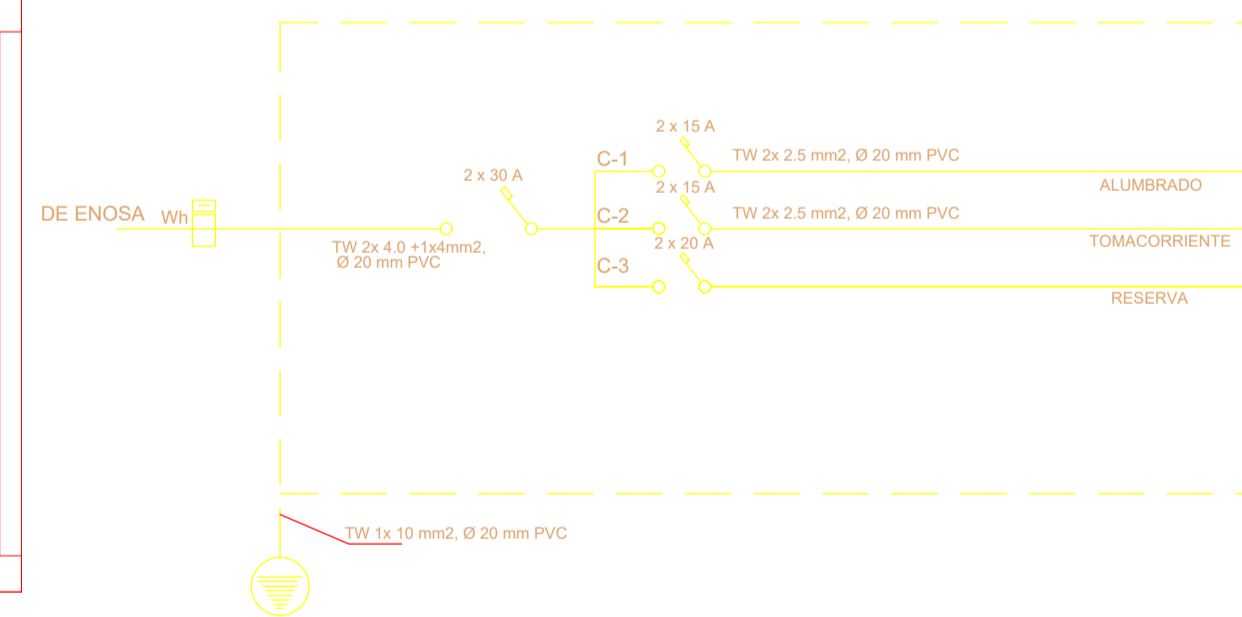 DE ENOSA
Wh
TW 2x 4.0 +1x4mm2,
Ø 20 mm PVC
2 x 30 A
C-1
2 x 15 A
TW 2x 2.5 mm2, Ø 20 mm PVC
ALUMBRADO
C-2
2 x 15 A
TW 2x 2.5 mm2, Ø 20 mm PVC
TOMACORRIENTE
C-3
2 x 20 A
RESERVA
TW 1x 10 mm2, Ø 20 mm PVC